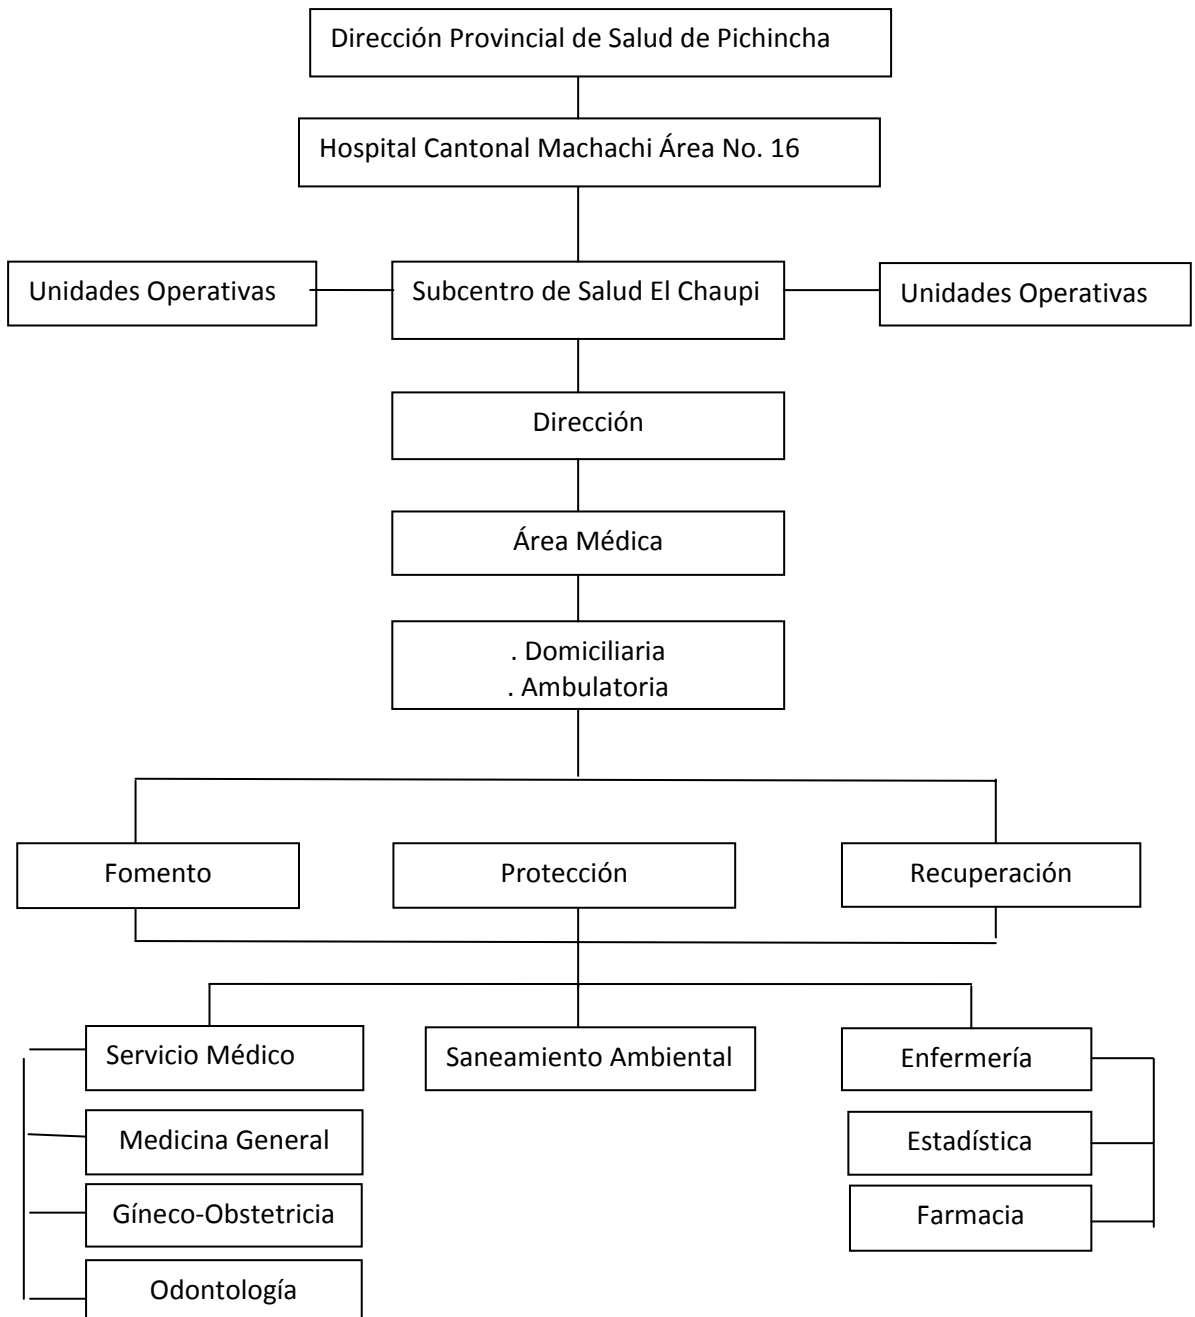 Dirección Provincial de Salud de Pichincha
Hospital Cantonal Machachi Área No. 16
Unidades Operativas
Subcentro de Salud El Chaupi
Unidades Operativas
Dirección
Área Médica
. Domiciliaria
. Ambulatoria
Fomento
Protección
Recuperación
Servicio Médico
Saneamiento Ambiental
Enfermería
Medicina General
Estadística
Gíneco-Obstetricia
Farmacia
Odontología